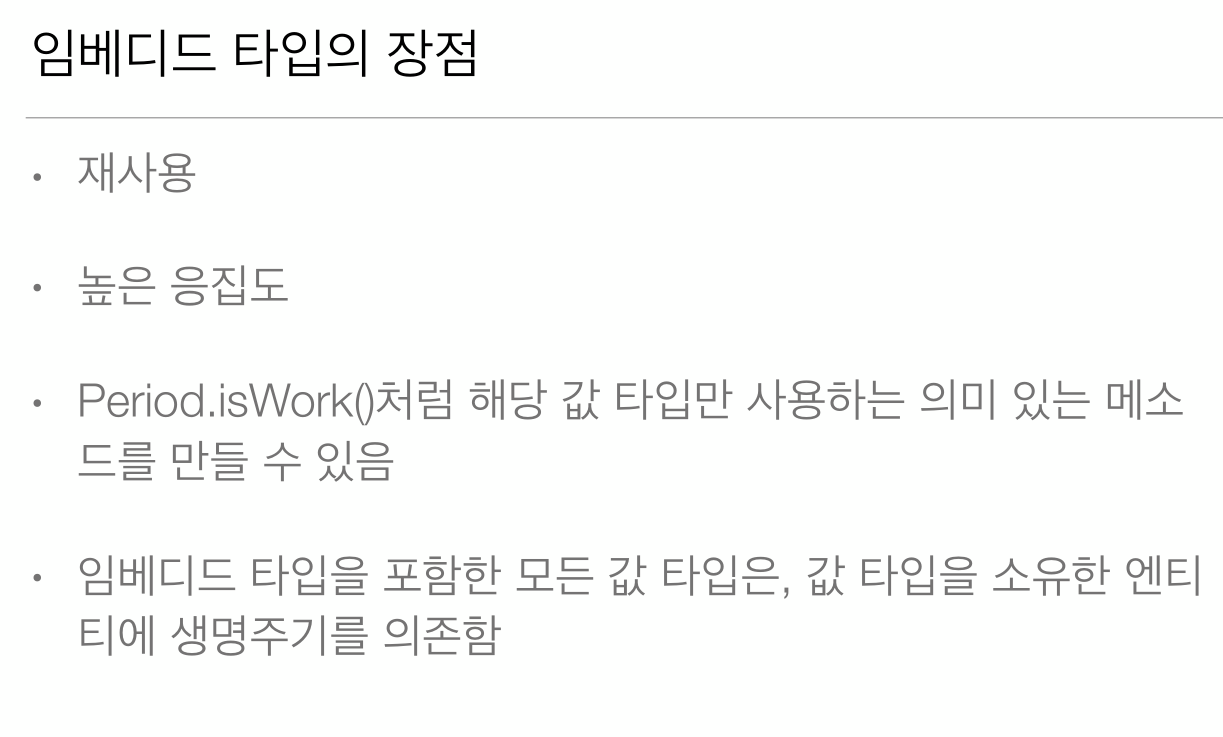 임베디드 타입의 장점
• 재사용
• 높은 응집도
• Period.isWork()처럼 해당 값 타입만 사용하는 의미 있는 메소
드를 만들 수 있음
• 임베디드 타입을 포함한 모든 값 타입은, 값 타입을 소유한 엔티
티에 생명주기를 의존함